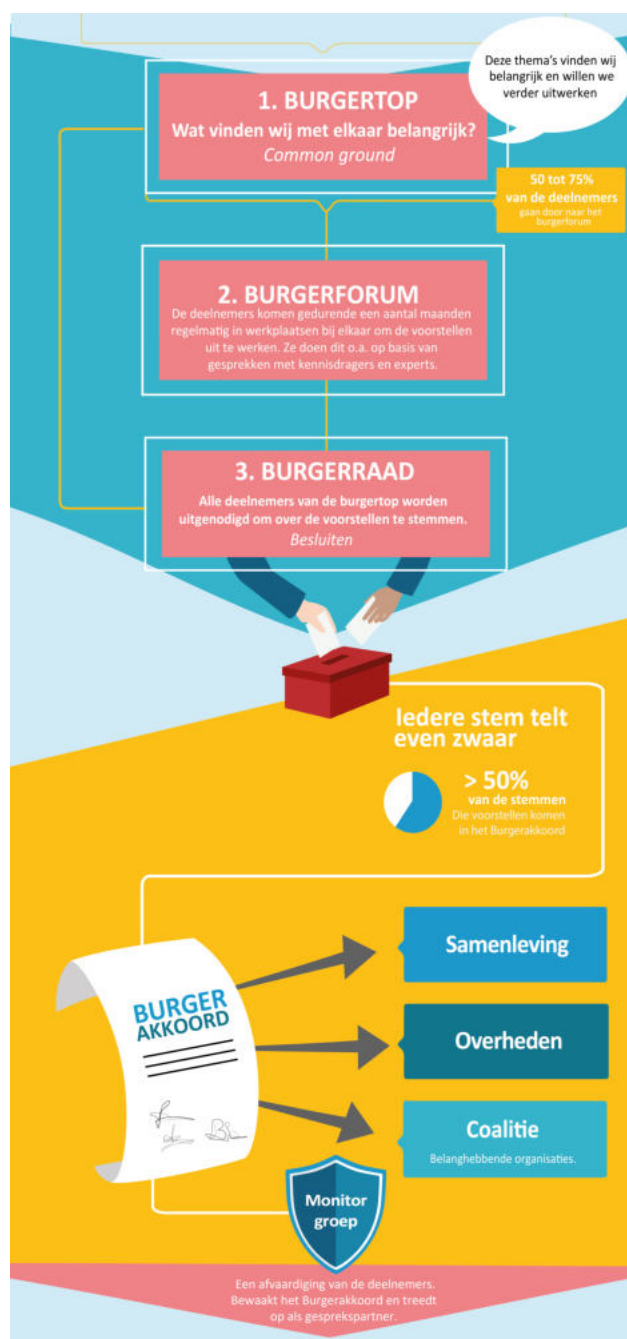 Deze thema's vinden wij
belangrijk en willen we
verder uitwerken
1. BURGERTOP
Wat vinden wij met elkaar belangrijk?
Common ground
50 tot 75%
van de deelnemers
gaan door naar het
burgerforum
2. BURGERFORUM
De deelnemers komen gedurende een aantal maanden
regelmatig in werkplaatsen bij elkaar om de voorstellen
uit te werken. Ze doen dit o.a. op basis van
gesprekken met kennisdragers en experts.
3. BURGERRAAD
Alle deelnemers van de burgertop worden
uitgenodigd om over de voorstellen te stemmen.
Besluiten
Iedere stem telt
even zwaar
> 50%
van de stemmen
Die voorstellen komen
in het Burgerakkoord
BURGER
AKKOORD
Samenleving
Overheden
Coalitie
Belanghebbende organisaties.
Monitor
groep
Een afvaardiging van de deelnemers.
Bewaakt het Burgerakkoord en treedt
op als gesprekspartner.